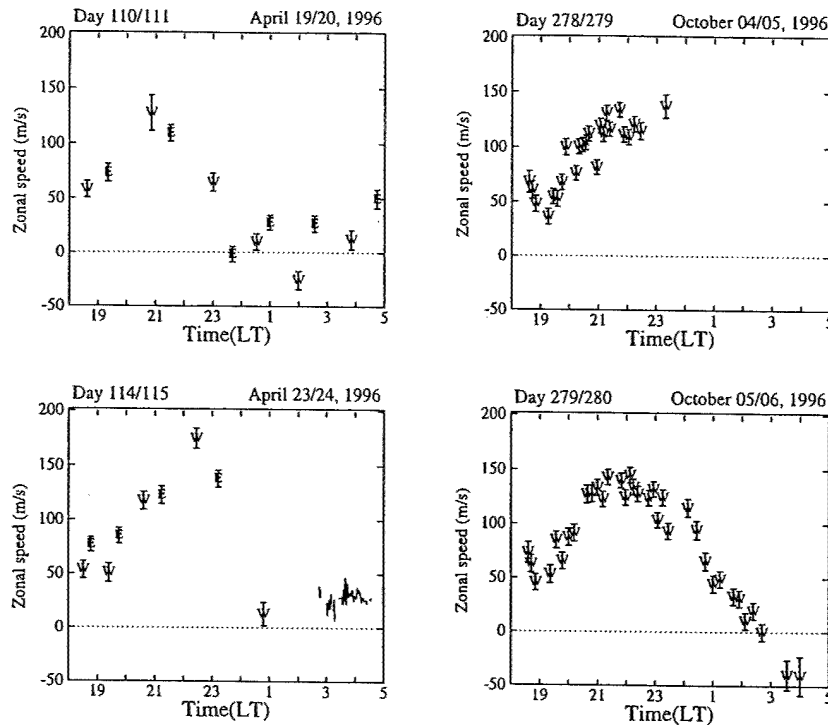 Day 110/111 April 19/20, 1996
200
150
100
50
0
-50
Zonal speed (m/s)
W E W E W E W E W E W E
19 21 23 1 3 5
Time(LT)
Day 278/279 October 04/05, 1996
200
150
100
50
0
-50
Zonal speed (m/s)
19 21 23 1 3
Time(LT)
Day 114/115 April 23/24, 1996
200
150
100
50
0
-50
Zonal speed (m/s)
W E W E W E W E W
19 21 23 1 3 5
Time(LT)
Day 279/280 October 05/06, 1996
200
150
100
50
0
-50
Zonal speed (m/s)
19 21 23 1 3
Time(LT)